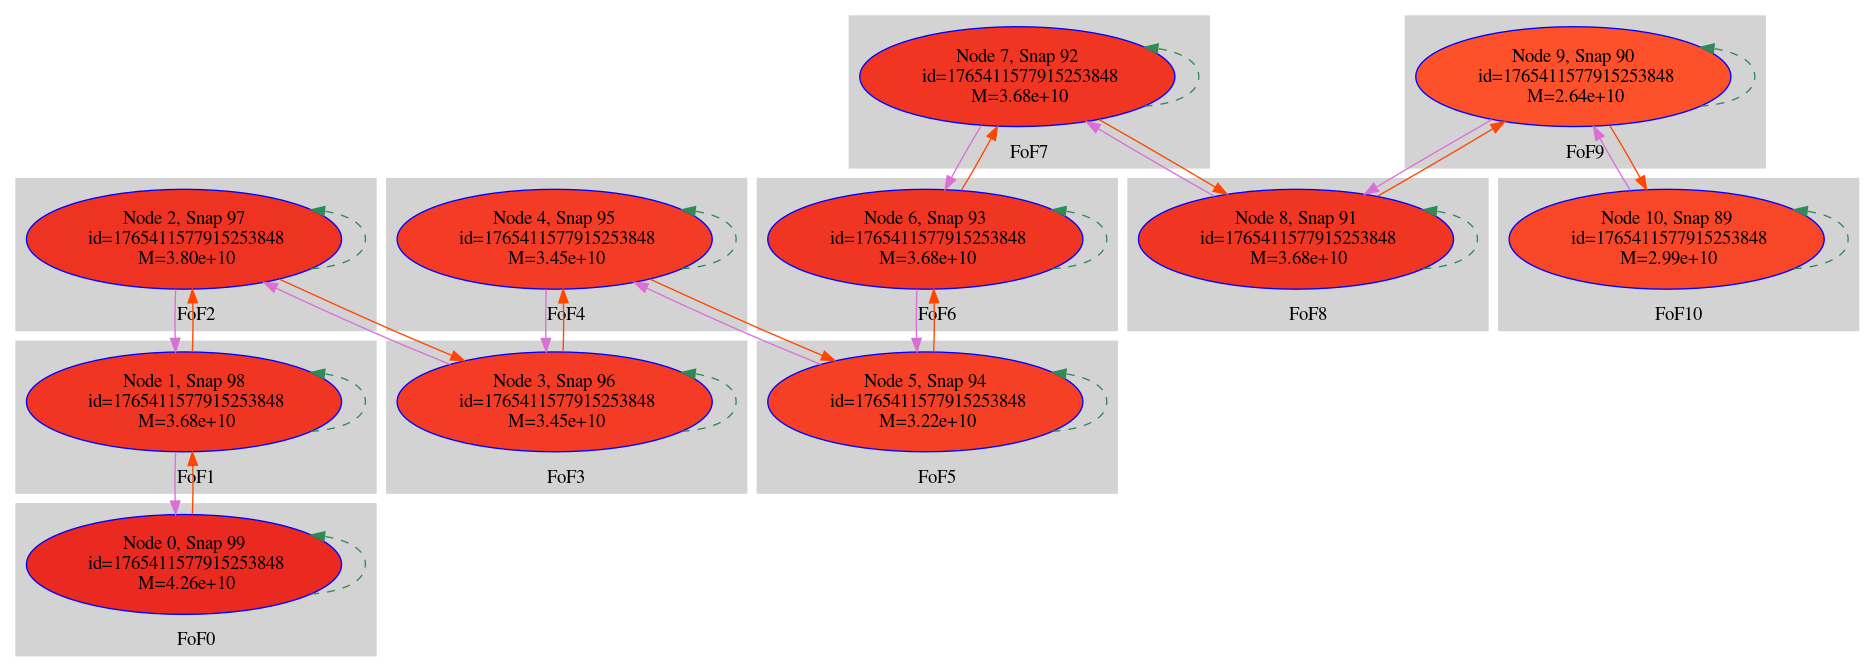 Node 7, Snap 92
id=1765411577915253848
M=3.68e+10
FoF7
Node 9, Snap 90
id=1765411577915253848
M=2.64e+10
FoF9
Node 2, Snap 97
id=1765411577915253848
M=3.80e+10
FoF2
Node 4, Snap 95
id=1765411577915253848
M=3.45e+10
FoF4
Node 6, Snap 93
id=1765411577915253848
M=3.68e+10
FoF6
Node 8, Snap 91
id=1765411577915253848
M=3.68e+10
FoF8
Node 10, Snap 89
id=1765411577915253848
M=2.99e+10
FoF10
Node 1, Snap 98
id=1765411577915253848
M=3.68e+10
FoF1
Node 3, Snap 96
id=1765411577915253848
M=3.45e+10
FoF3
Node 5, Snap 94
id=1765411577915253848
M=3.22e+10
FoF5
Node 0, Snap 99
id=1765411577915253848
M=4.26e+10
FoF0